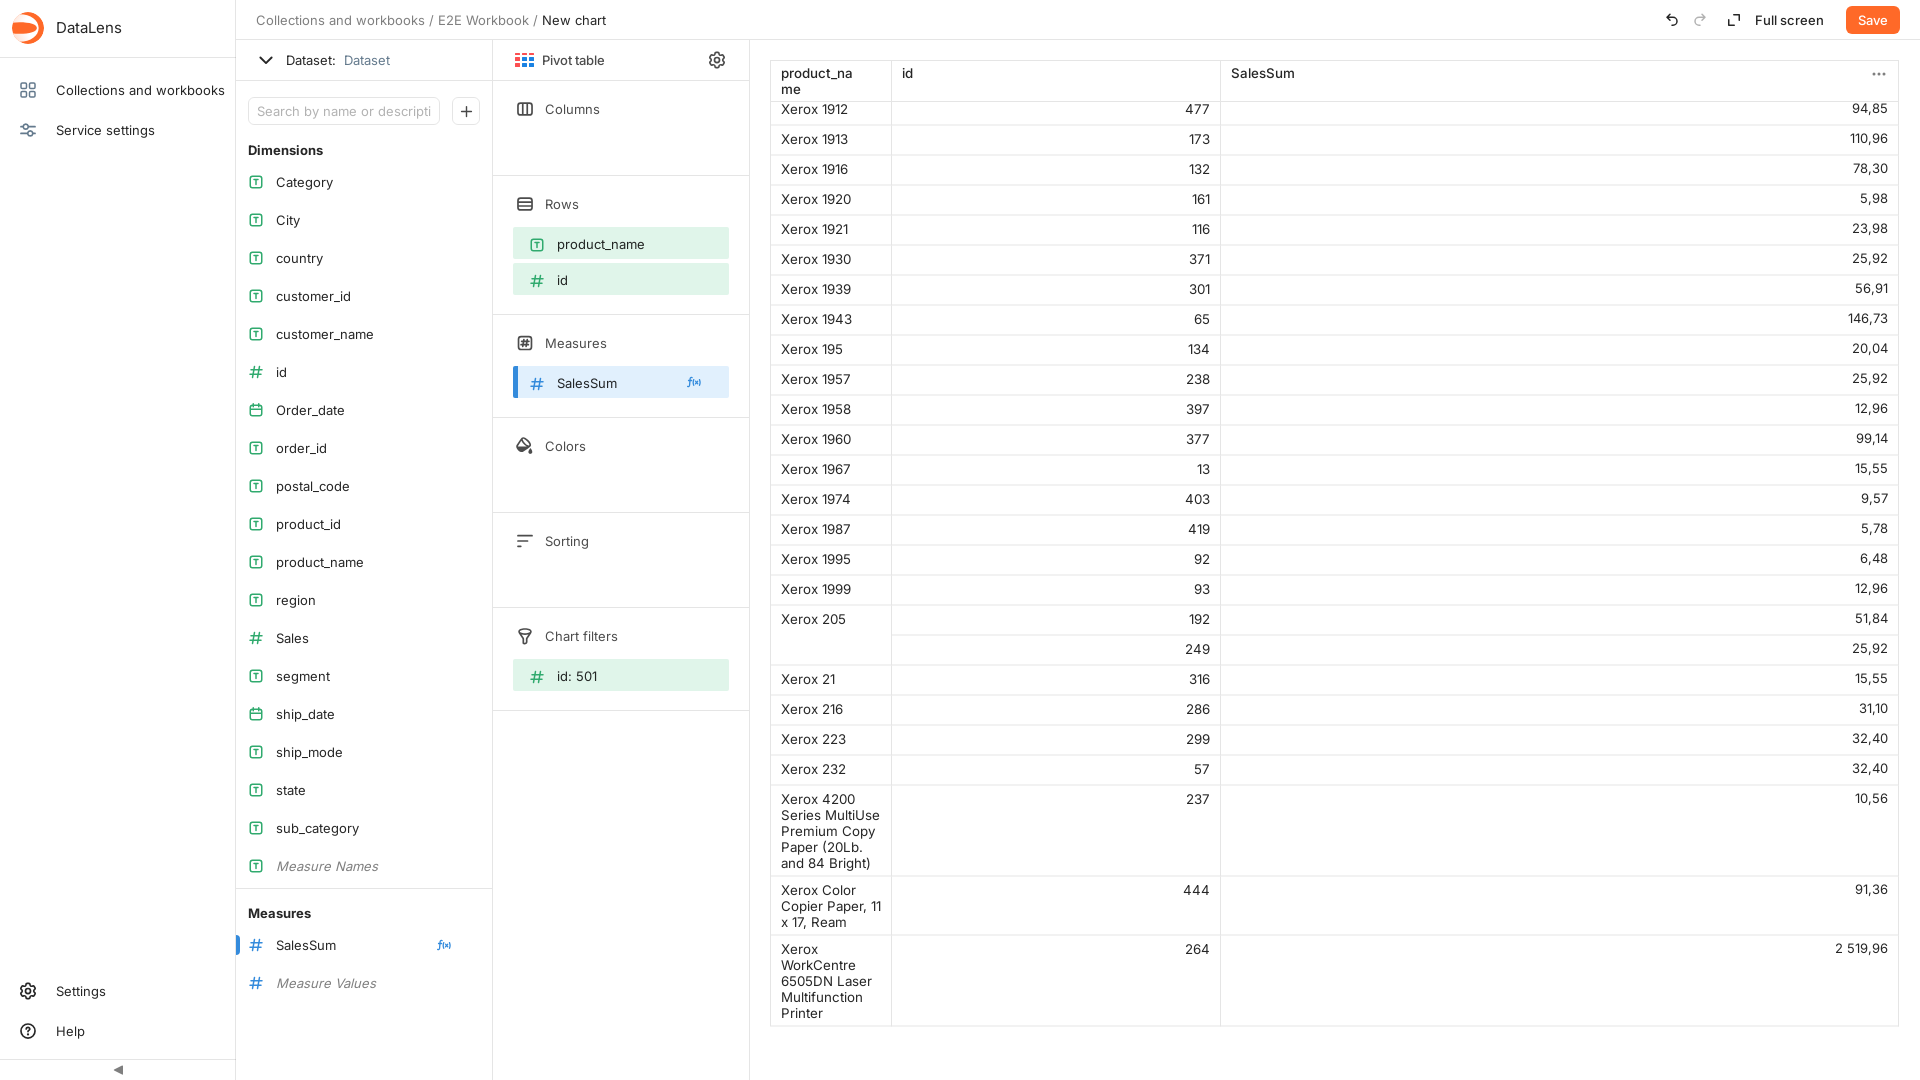 DataLens
Collections and workbooks
Service settings
Settings
Help
Collections and workbooks / E2E Workbook / New chart
Full screen
Save
Dataset: Dataset
Search by name or descripti
Dimensions
Category
City
country
customer_id
customer_name
id
Order_date
order_id
postal_code
product_id
product_name
region
Sales
segment
ship_date
ship_mode
state
sub_category
Measure Names
Measures
SalesSum
Measure Values
Pivot table
Columns
Rows
product_name
id
Measures
SalesSum
Colors
Sorting
Chart filters
id: 501
product_na
me
id
SalesSum
Xerox 1912 477 94,85
Xerox 1913 173 110,96
Xerox 1916 132 78,30
Xerox 1920 161 5,98
Xerox 1921 116 23,98
Xerox 1930 371 25,92
Xerox 1939 301 56,91
Xerox 1943 65 146,73
Xerox 195 134 20,04
Xerox 1957 238 25,92
Xerox 1958 397 12,96
Xerox 1960 377 99,14
Xerox 1967 13 15,55
Xerox 1974 403 9,57
Xerox 1987 419 5,78
Xerox 1995 92 6,48
Xerox 1999 93 12,96
Xerox 205 192 51,84
249 25,92
Xerox 21 316 15,55
Xerox 216 286 31,10
Xerox 223 299 32,40
Xerox 232 57 32,40
Xerox 4200 237 10,56
Series MultiUse
Premium Copy
Paper (20Lb.
and 84 Bright)
Xerox Color 444 91,36
Copier Paper, 11
x 17, Ream
Xerox 264 2 519,96
WorkCentre
6505DN Laser
Multifunction
Printer